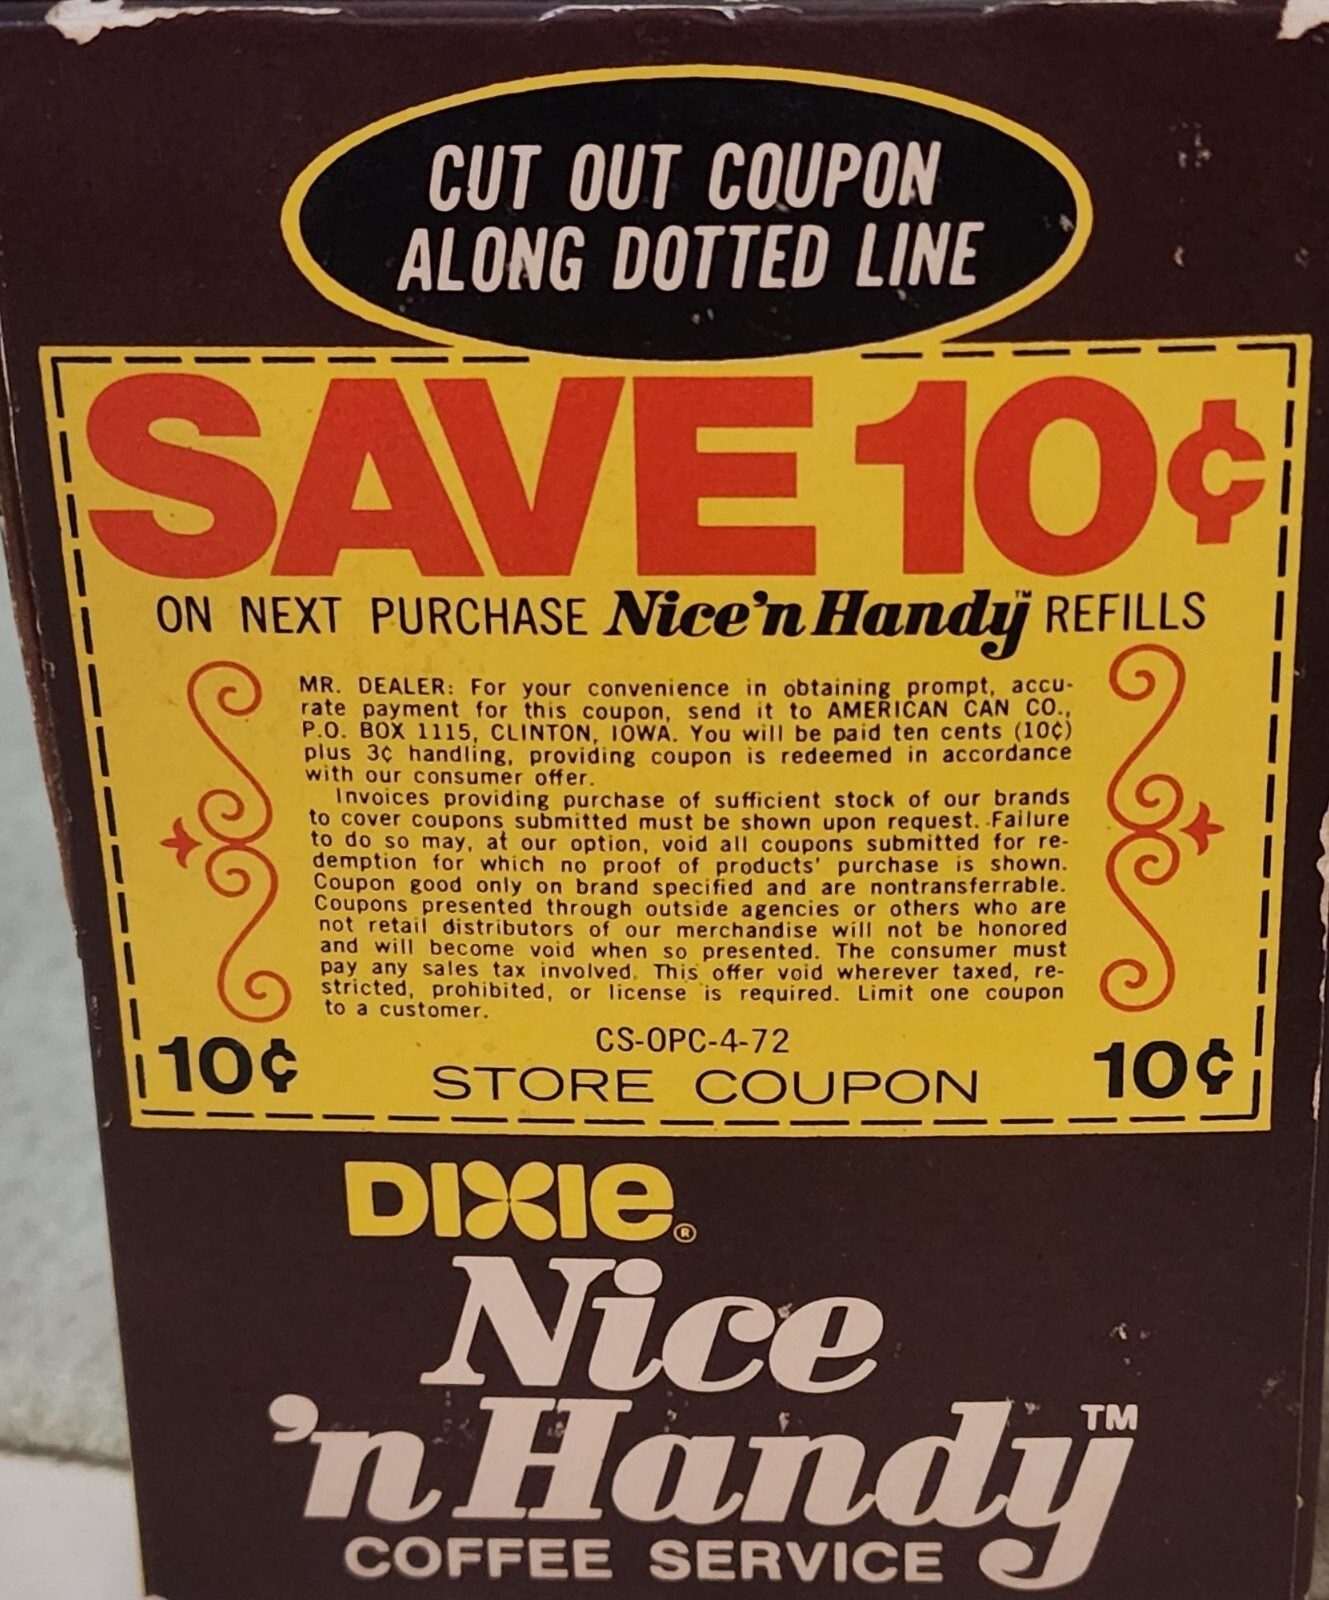 CUT OUT COUPON
ALONG DOTTED LINE
SAVE 10¢
ON NEXT PURCHASE Nice'n Handy™ REFILLS
MR. DEALER: For your convenience in obtaining prompt, accu-
rate payment for this coupon, send it to AMERICAN CAN CO.,
P.O. BOX 1115, CLINTON, IOWA. You will be paid ten cents (10¢)
plus 3¢ handling, providing coupon is redeemed in accordance
with our consumer offer.
Invoices providing purchase of sufficient stock of our brands
to cover coupons submitted must be shown upon request. Failure
to do so may, at our option, void all coupons submitted for re-
demption for which no proof of products' purchase is shown.
Coupon good only on brand specified and are nontransferrable.
Coupons presented through outside agencies or others who are
not retail distributors of our merchandise will not be honored
and will become void when so presented. The consumer must
pay any sales tax involved. This offer void wherever taxed, re-
stricted, prohibited, or license is required. Limit one coupon
to a customer.
CS-OPC-4-72
10¢ STORE COUPON 10¢
DIXIE®
Nice
'n Handy™
COFFEE SERVICE